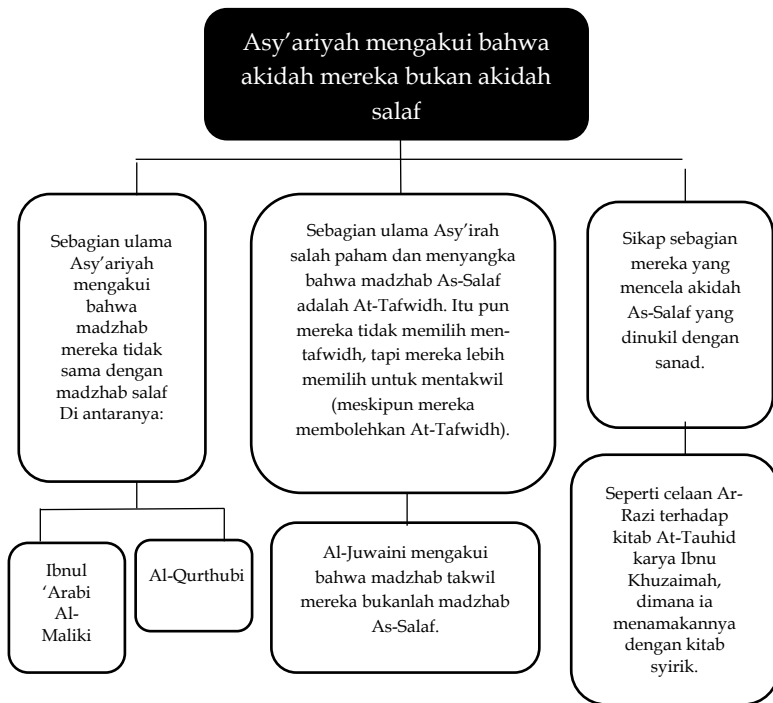 Asy’ariyah mengakui bahwa
akidah mereka bukan akidah
salaf
Sebagian ulama
Asy’ariyah
mengakui
bahwa
madzhab
mereka tidak
sama dengan
madzhab salaf
Di antaranya:
Ibnul
‘Arabi
Al-
Maliki
Al-Qurthubi
Sebagian ulama Asy’irah
salah paham dan menyangka
bahwa madzhab As-Salaf
adalah At-Tafwidh. Itu pun
mereka tidak memilih men-
tafwidh, tapi mereka lebih
memilih untuk mentakwil
(meskipun mereka
membolehkan At-Tafwidh).
Al-Juwaini mengakui
bahwa madzhab takwil
mereka bukanlah madzhab
As-Salaf.
Sikap sebagian
mereka yang
mencela akidah
As-Salaf yang
dinukil dengan
sanad.
Seperti celaan Ar-
Razi terhadap
kitab At-Tauhid
karya Ibnu
Khuzaimah,
dimana ia
menamakannya
dengan kitab
syirik.